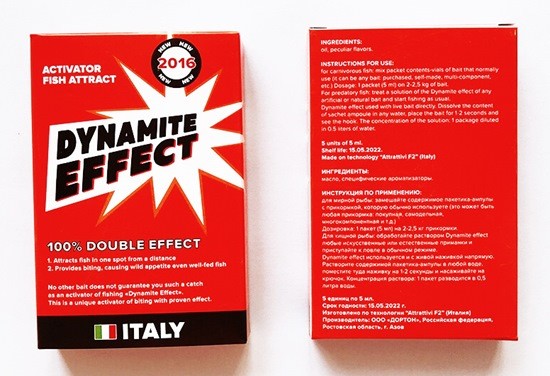 ACTIVATOR
FISH ATTRACT
NEW NEW
2016
NEW NEW
DYNAMITE
EFFECT
100% DOUBLE EFFECT
1. Attracts fish in one spot from a distance
2. Provides biting, causing wild appetite even well-fed fish
No other bait does not guarantee you such a catch
as an activator of fishing «Dynamite Effect».
This is a unique activator of biting with proven effect.
ITALY
INGREDIENTS:
oil, peculiar flavors.
INSTRUCTIONS FOR USE:
for carnivorous fish: mix packet contents-vials of bait that normally
use (it can be any bait: purchased, self-made, multi-component,
etc.) Dosage: 1 packet (5 ml) on 2-2,5 kg of bait.
For predatory fish: treat a solution of the Dynamite effect of any
artificial or natural bait and start fishing as usual.
Dynamite effect used with live bait directly. Dissolve the content
of sachet ampoule in any water, place the bait for 1-2 seconds and
see the hook. The concentration of the solution: 1 package diluted
in 0.5 liters of water.
5 units of 5 ml.
Shelf life: 15.05.2022.
Made on technology "Attrattivi F2" (Italy)
ИНГРЕДИЕНТЫ:
масло, специфические ароматизаторы.
ИНСТРУКЦИЯ ПО ПРИМЕНЕНИЮ:
для мирной рыбы: замешайте содержимое пакетика-ампулы
с прикормкой, которую обычно используете (это может быть
любая прикормка: покупная, самодельная,
многокомпонентная и т.д.)
Дозировка: 1 пакет (5 мл) на 2-2,5 кг прикормки
Для хищной рыбы: обработайте раствором Dynamite effect
любые искусственные или естественные приманки и
приступайте к ловле в обычном режиме.
Dynamite effect используется и с живой наживкой напрямую.
Растворите содержимое пакетика-ампулы в любой воде,
поместите туда наживку на 1-2 секунды и насаживайте на
крючок. Концентрация раствора: 1 пакет разводится в 0,5
литра воды.
5 единиц по 5 мл.
Срок годности: 15.05.2022 г.
Изготовлено по технологии "Attrattivi F2" (Италия)
Производитель: ООО «ДОРТОН», Российская федерация,
Ростовская область, г. Азов